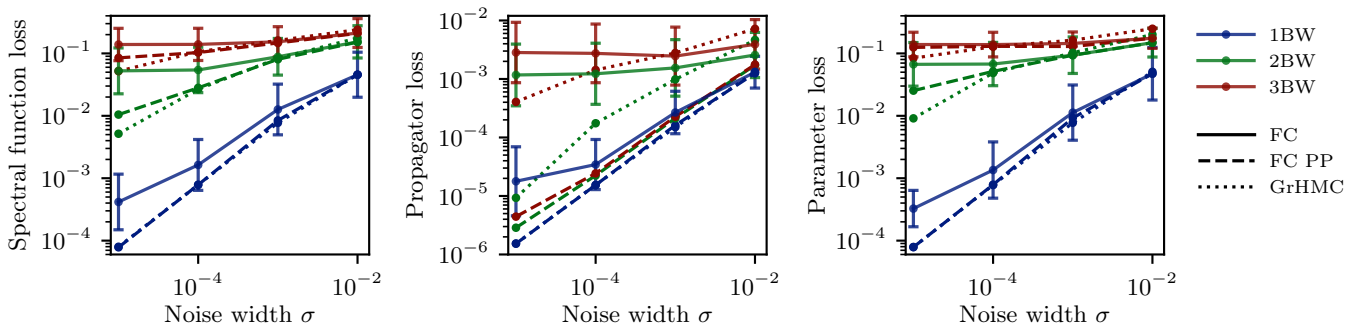 Spectral function loss
10⁻¹
10⁻²
10⁻³
10⁻⁴
10⁻⁴
10⁻²
Noise width σ
Propagator loss
10⁻²
10⁻³
10⁻⁴
10⁻⁵
10⁻⁶
10⁻⁴
10⁻²
Noise width σ
Parameter loss
10⁻¹
10⁻²
10⁻³
10⁻⁴
10⁻⁴
10⁻²
Noise width σ
1BW
2BW
3BW
FC
FC PP
GrHMC